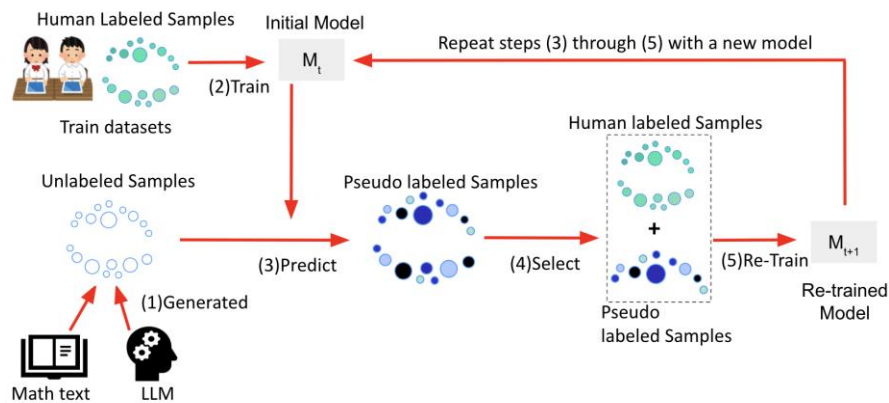 Human Labeled Samples
Initial Model
M_t
Repeat steps (3) through (5) with a new model
(2)Train
Train datasets
Human labeled Samples
Unlabeled Samples
Pseudo labeled Samples
+
(3)Predict
(4)Select
(5)Re-Train
M_t+1
(1)Generated
Re-trained
Model
Pseudo
labeled Samples
Math text
LLM